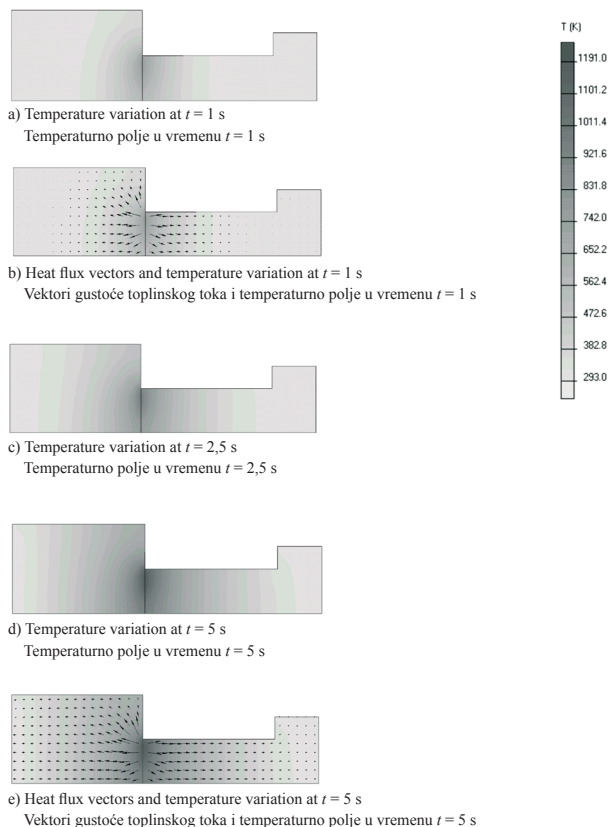 a) Temperature variation at t = 1 s
Temperaturno polje u vremenu t = 1 s
b) Heat flux vectors and temperature variation at t = 1 s
Vektori gustoće toplinskog toka i temperaturno polje u vremenu t = 1 s
c) Temperature variation at t = 2,5 s
Temperaturno polje u vremenu t = 2,5 s
d) Temperature variation at t = 5 s
Temperaturno polje u vremenu t = 5 s
e) Heat flux vectors and temperature variation at t = 5 s
Vektori gustoće toplinskog toka i temperaturno polje u vremenu t = 5 s
T (K)
1191.0
1101.2
1011.4
921.6
831.8
742.0
652.2
562.4
472.6
382.8
293.0